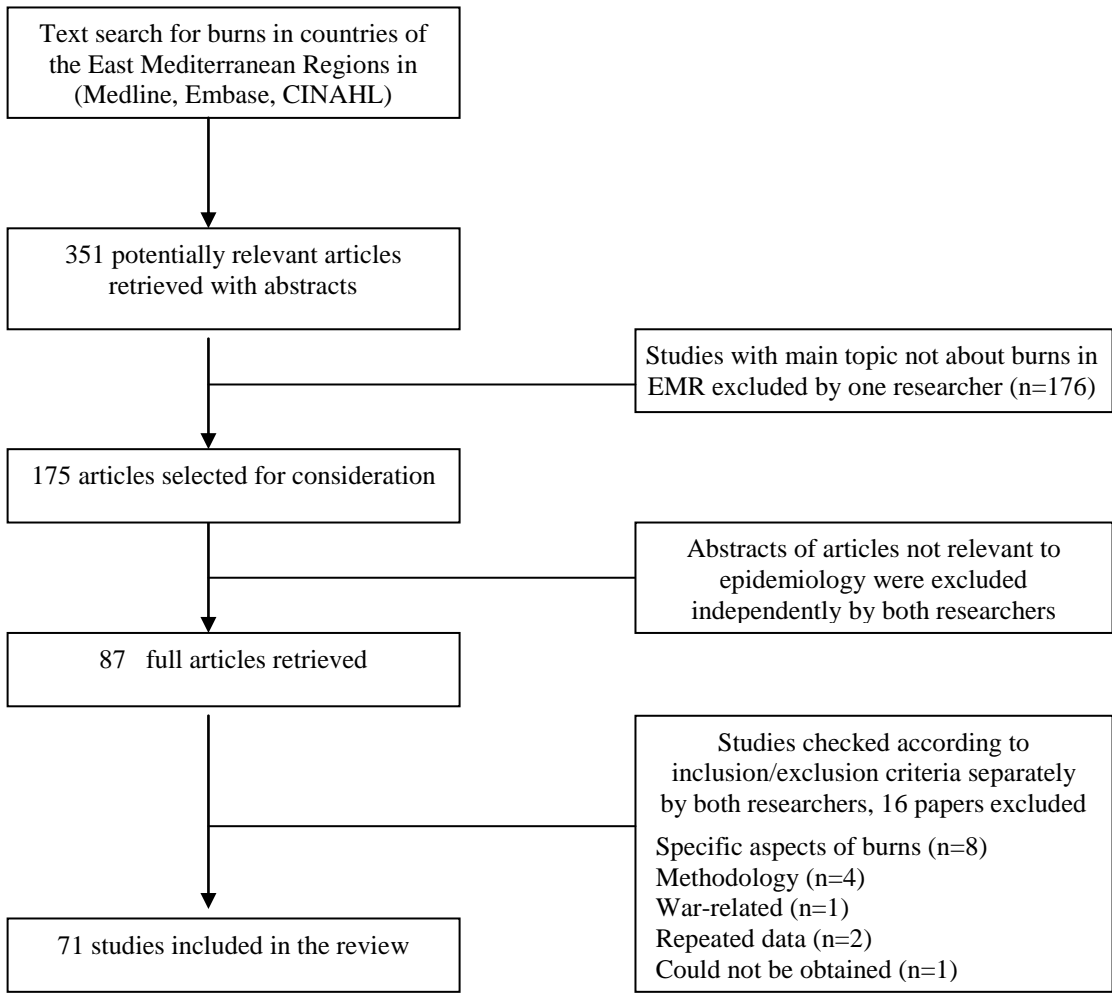 Text search for burns in countries of
the East Mediterranean Regions in
(Medline, Embase, CINAHL)
351 potentially relevant articles
retrieved with abstracts
Studies with main topic not about burns in
EMR excluded by one researcher (n=176)
175 articles selected for consideration
Abstracts of articles not relevant to
epidemiology were excluded
independently by both researchers
87 full articles retrieved
Studies checked according to
inclusion/exclusion criteria separately
by both researchers, 16 papers excluded
Specific aspects of burns (n=8)
Methodology (n=4)
War-related (n=1)
Repeated data (n=2)
Could not be obtained (n=1)
71 studies included in the review